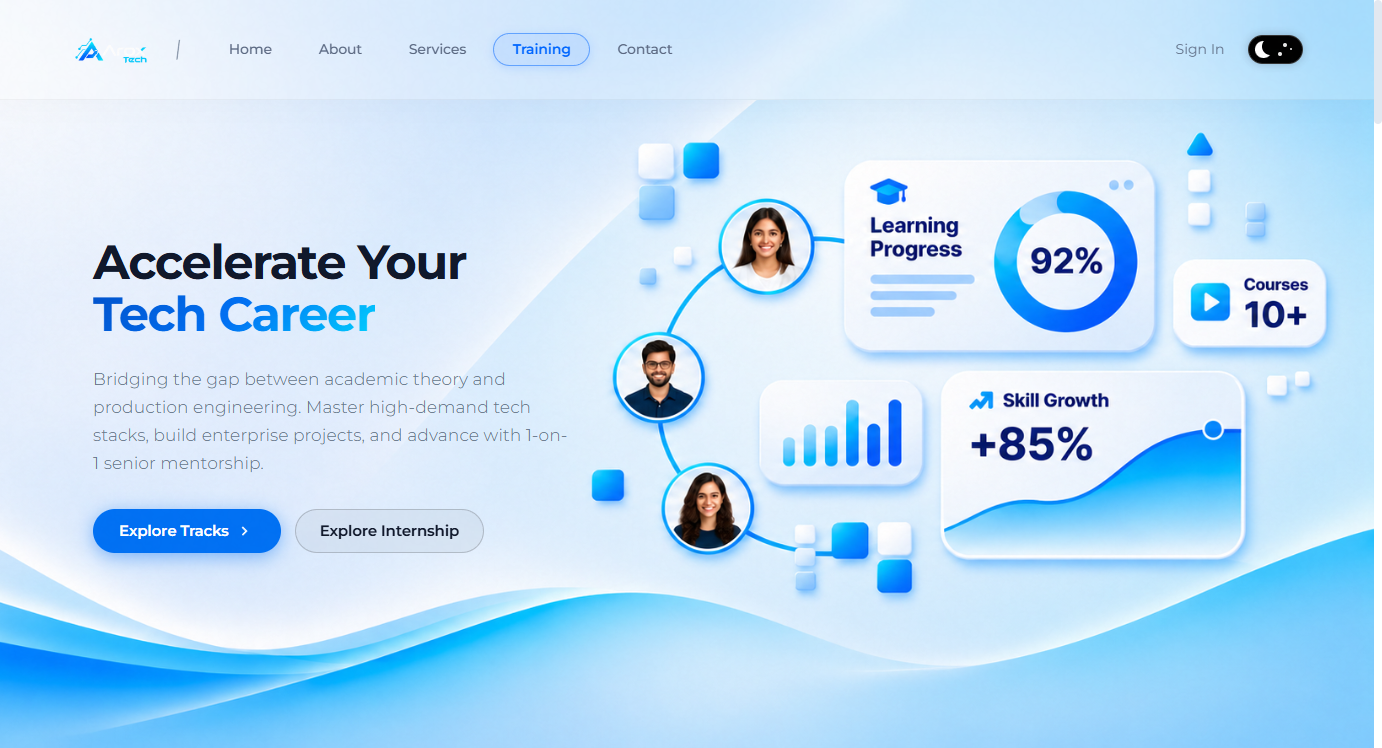 Tech
Home
About
Services
Training
Contact
Sign In
Accelerate Your
Tech Career
Bridging the gap between academic theory and
production engineering. Master high-demand tech
stacks, build enterprise projects, and advance with 1-on-
1 senior mentorship.
Explore Tracks
Explore Internship
Learning
Progress
92%
Courses
10+
Skill Growth
+85%